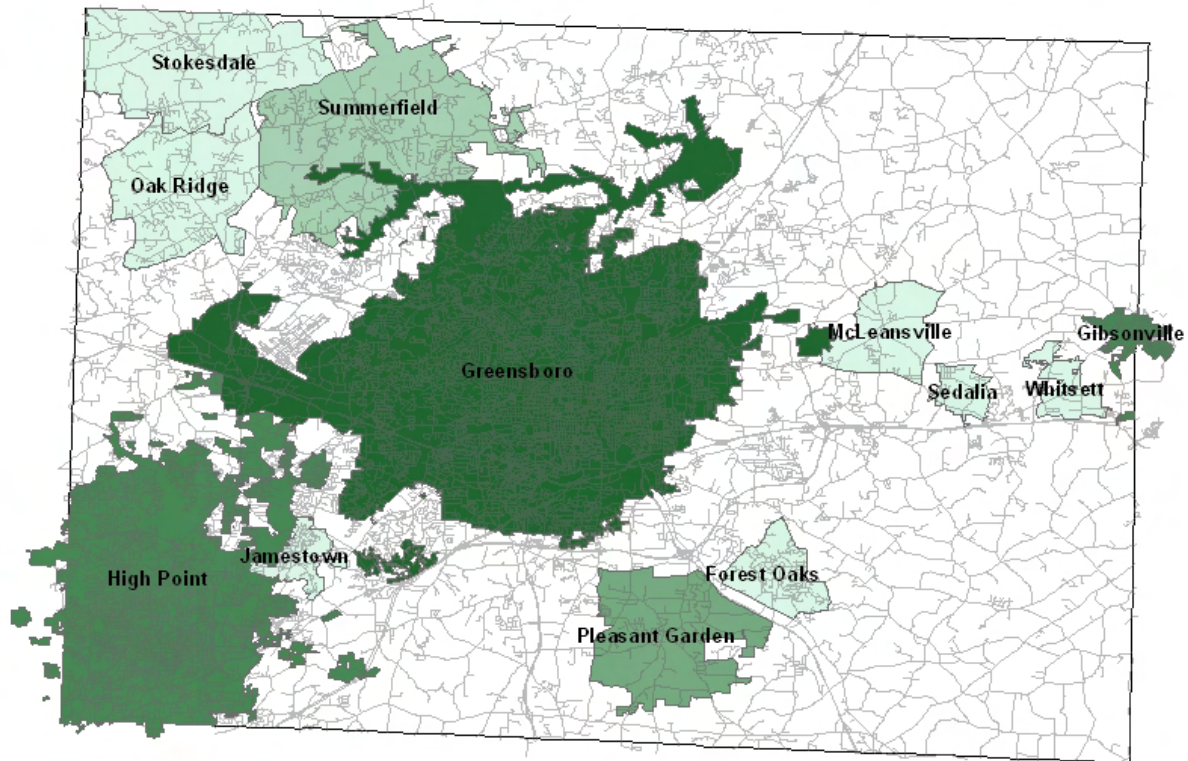 Stokesdale
Summerfield
Oak Ridge
McLeansville
Gibsonville
Greensboro
Sedalia
Whitsett
Jamestown
High Point
Forest Oaks
Pleasant Garden